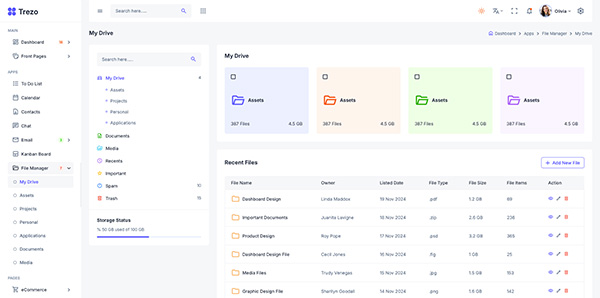 Trezo
Search here....
Olivia
MAIN
Dashboard
Front Pages
APPS
To Do List
Calendar
Contacts
Chat
Email
Kanban Board
File Manager
My Drive
Assets
Projects
Personal
Applications
Documents
Media
PAGES
eCommerce
My Drive
Dashboard > Apps > File Manager > My Drive
Search here....
My Drive
Assets
Projects
Personal
Applications
Documents
Media
Recents
Important
Spam 10
Trash 15
Storage Status
% 50 GB used of 100 GB
My Drive
Assets
387 Files 4.5 GB
Assets
387 Files 4.5 GB
Assets
387 Files 4.5 GB
Assets
387 Files 4.5 GB
Recent Files
+ Add New File
File Name Owner Listed Date File Type File Size File Items Action
Dashboard Design Linda Maddox 19 Nov 2024 .pdf 1.2 GB 69
Important Documents Juanita Lavigne 18 Nov 2024 .zip 2.6 GB 236
Product Design Roy Pope 17 Nov 2024 .psd 3.2 GB 365
Dashboard Design File Cecil Jones 16 Nov 2024 .fig 1 GB 25
Media Files Trudy Venegas 15 Nov 2024 .jpg 1.5 GB 153
Graphic Design File Sharilyn Goodall 14 Nov 2024 .png 142